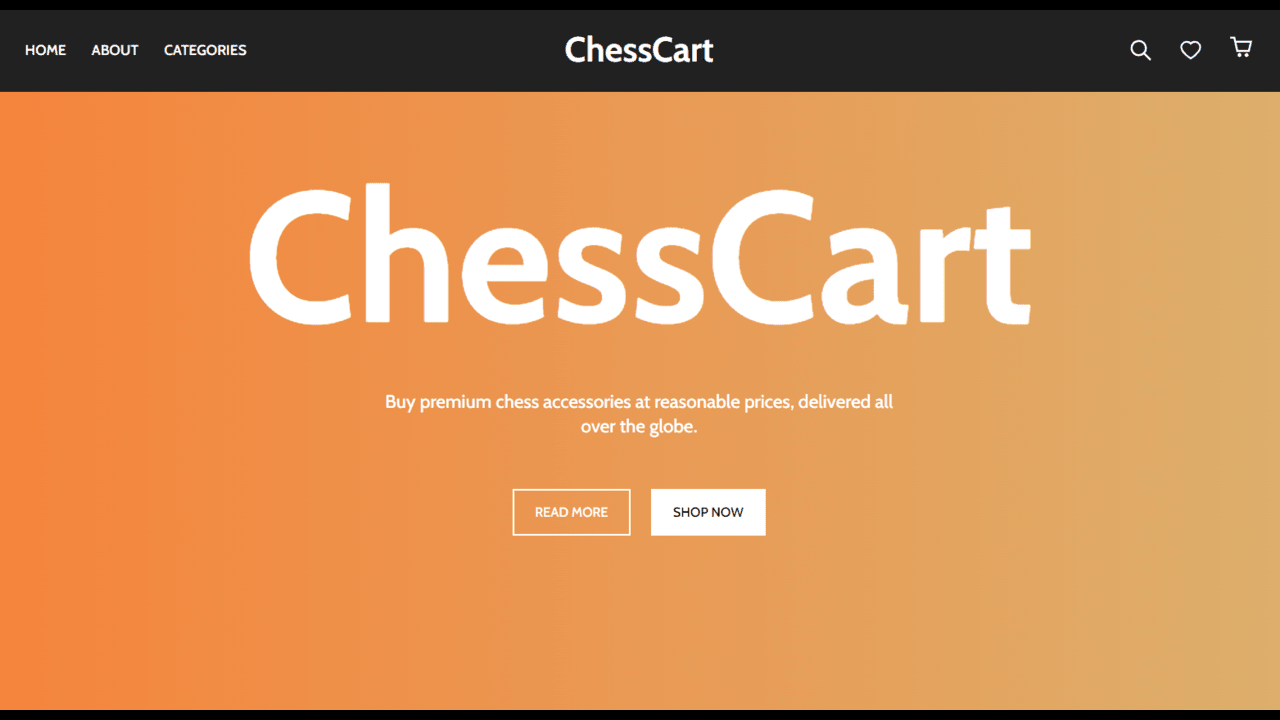 HOME ABOUT CATEGORIES ChessCart
ChessCart
Buy premium chess accessories at reasonable prices, delivered all
over the globe.
READ MORE SHOP NOW